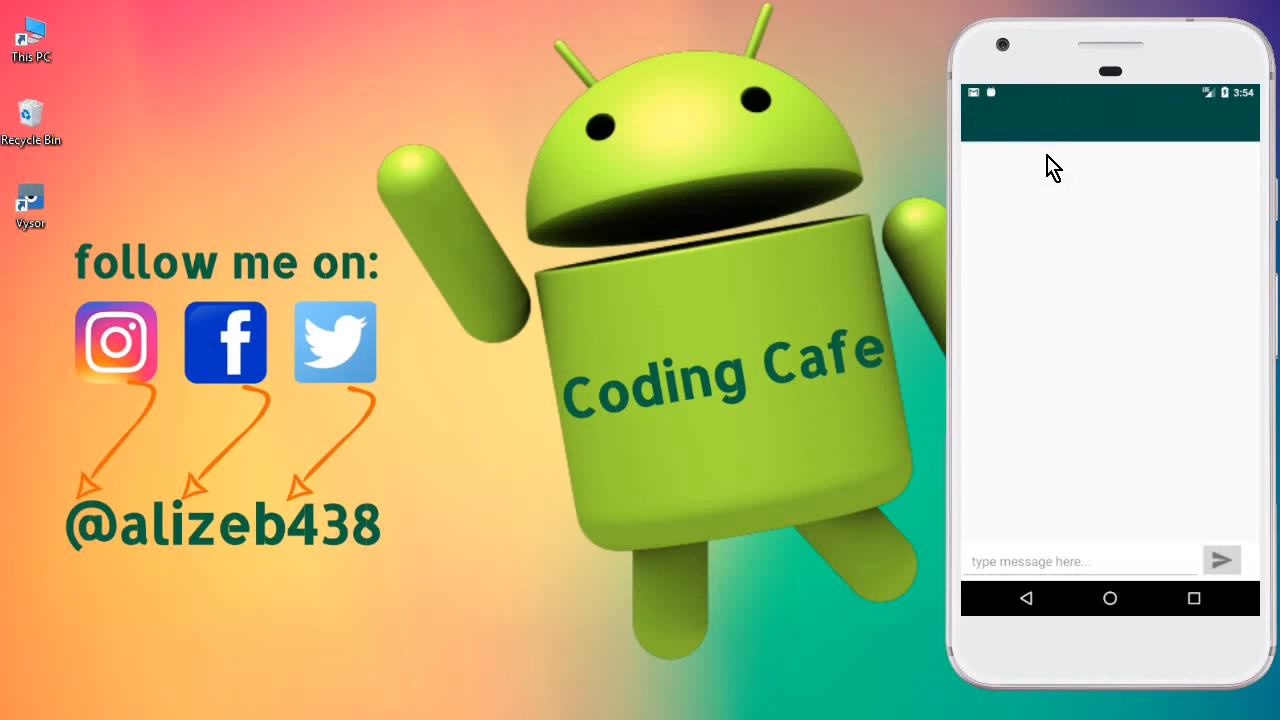 This PC
Recycle Bin
Vysor
follow me on:
@alizeb438
Coding Cafe
3:54
type message here...